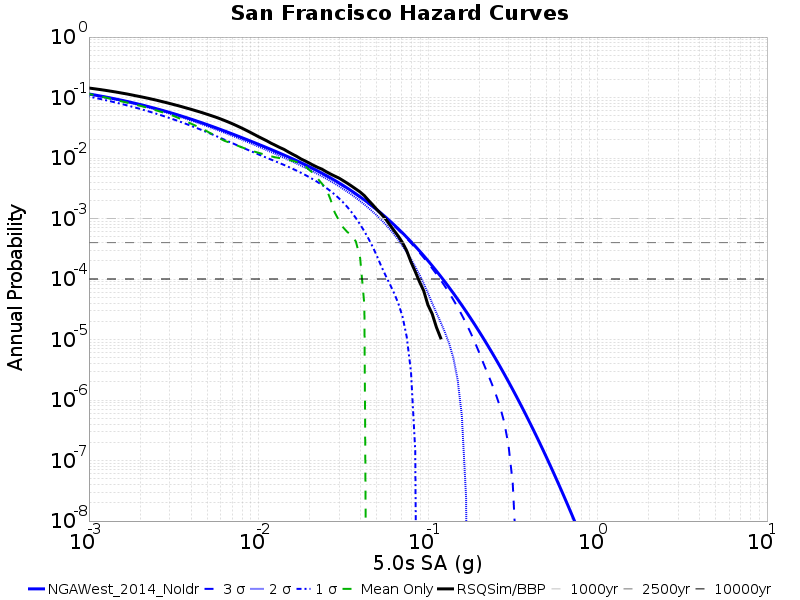 San Francisco Hazard Curves
10^0
10^-1
10^-2
10^-3
10^-4
10^-5
10^-6
10^-7
10^-8
Annual Probability
10^-3 10^-2 10^-1 10^0 10^1
5.0s SA (g)
NGAWest_2014_NoIdr 3 σ 2 σ 1 σ Mean Only RSQSim/BBP 1000yr 2500yr 10000yr